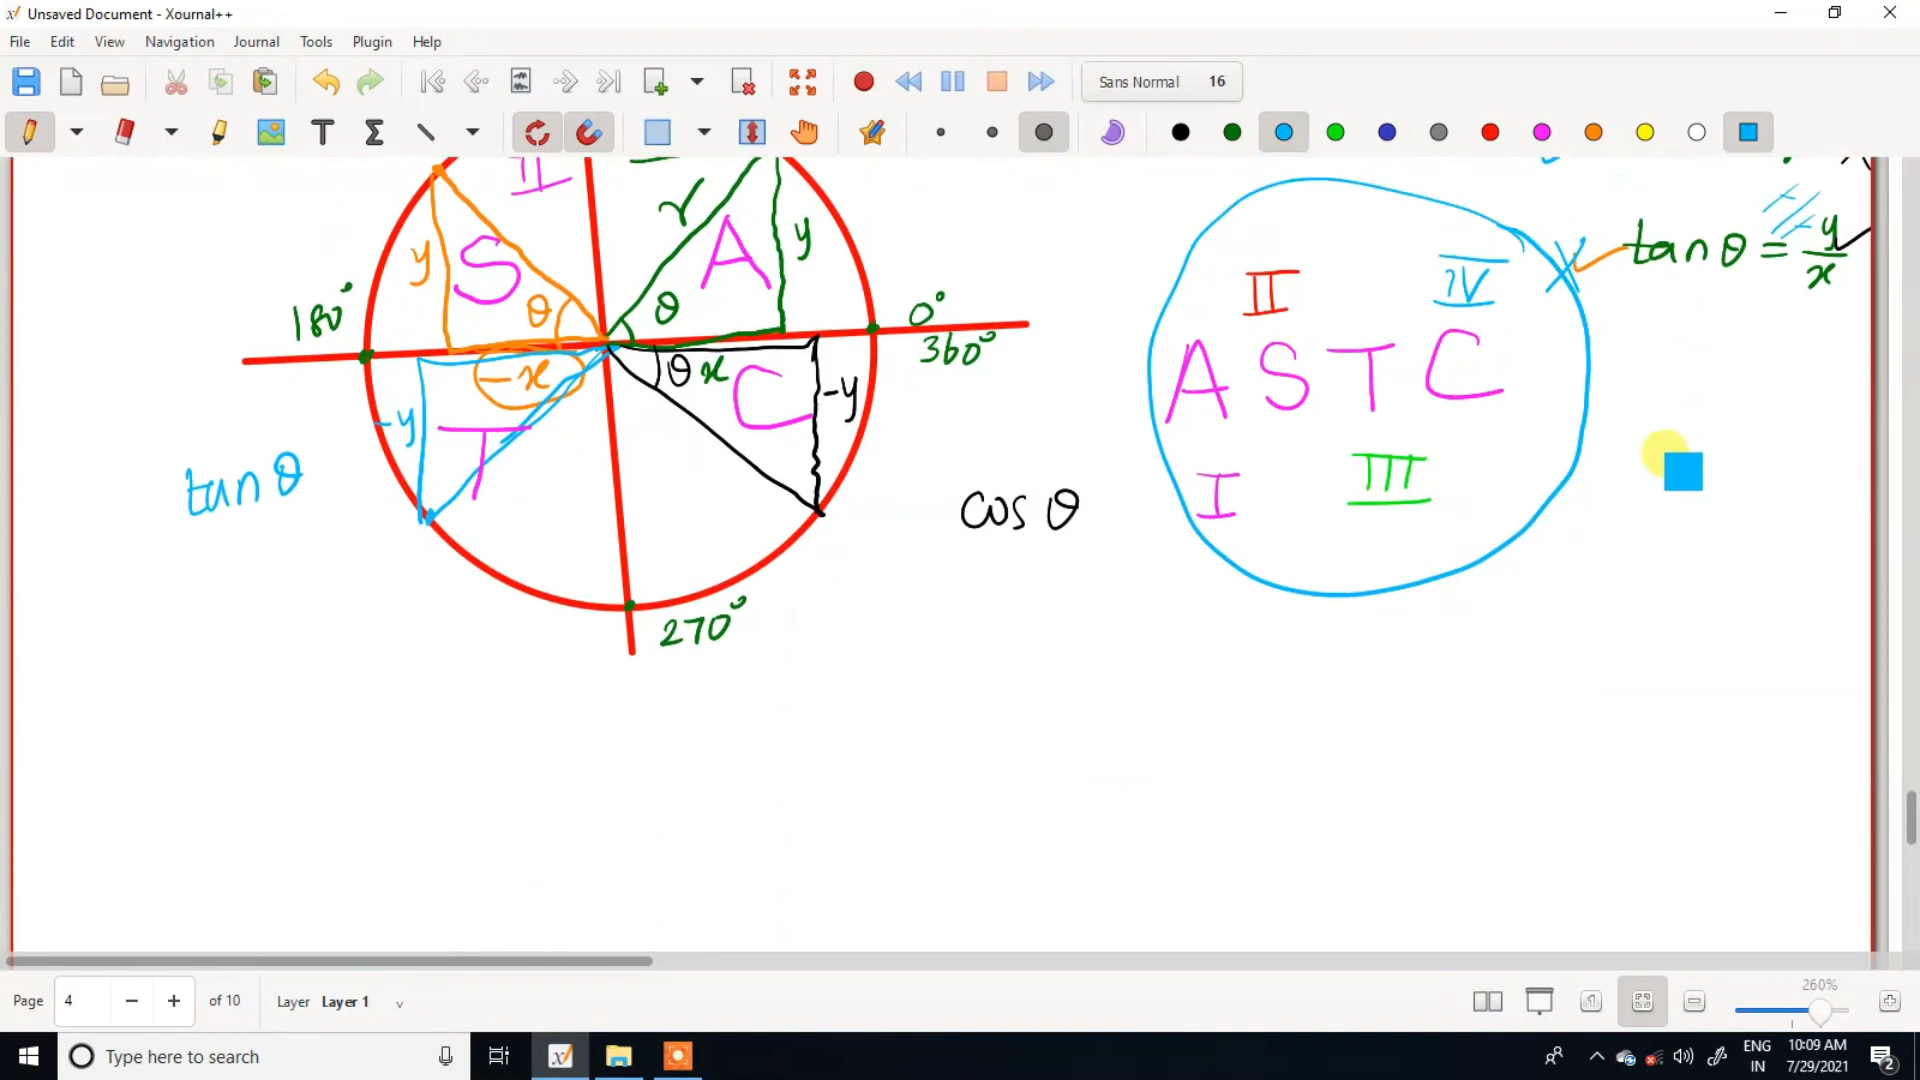 Unsaved Document - Xournal++
File Edit View Navigation Journal Tools Plugin Help
Sans Normal 16
II
r
y
S
A
y
θ
θ
180°
0°
360°
-x
θ
x
C
-y
-y
T
tan θ
270°
cos θ
II
IV
A S T C
I
III
tan θ = y/x
Page 4 of 10 Layer Layer 1
260%
Type here to search
ENG
IN
10:09 AM
7/29/2021
2